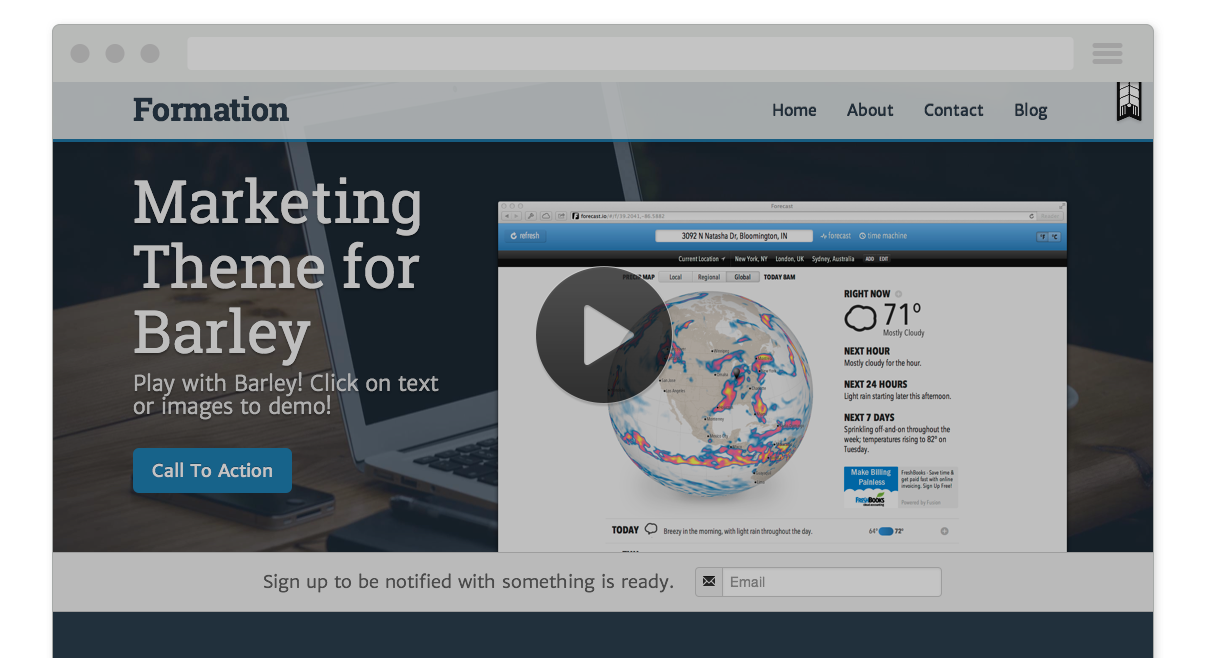 Formation
Home About Contact Blog
Marketing
Theme for
Barley
Play with Barley! Click on text
or images to demo!
Call To Action
Forecast
forecast.io/#/f/39.2041,-86.5882
refresh
3092 N Natasha Dr, Bloomington, IN
forecast time machine
°F °C
Current Location New York, NY London, UK Sydney, Australia ADD EDIT
MAP Local Regional Global TODAY 8AM
RIGHT NOW
71°
Mostly Cloudy
NEXT HOUR
Mostly cloudy for the hour.
NEXT 24 HOURS
Light rain starting later this afternoon.
NEXT 7 DAYS
Sprinkling off-and-on throughout the
week; temperatures rising to 82° on
Tuesday.
Make Billing
Painless
FreshBooks
FreshBooks - Save time &
get paid fast with online
invoicing. Sign Up Free!
Powered by Fusion
TODAY Breezy in the morning, with light rain throughout the day. 64° 72°
Sign up to be notified with something is ready.
Email